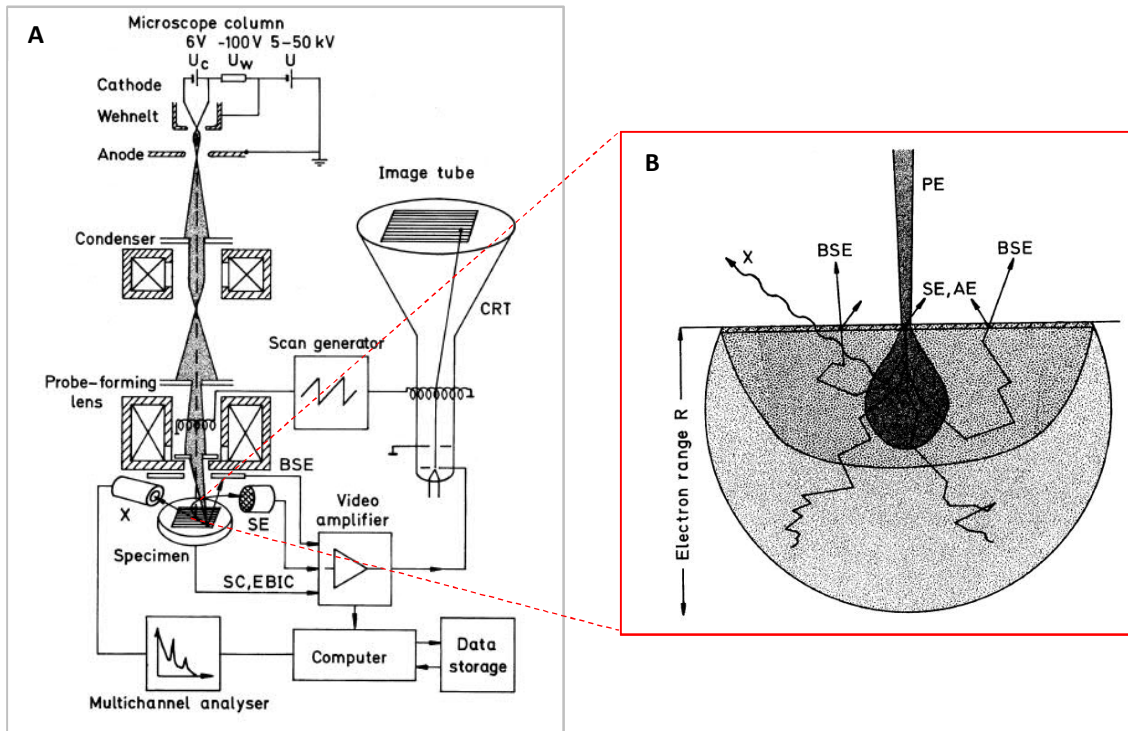 A
Microscope column
6V -100V 5-50 kV
Uc Uw U
Cathode
Wehnelt
Anode
Image tube
Condenser
CRT
Scan generator
Probe-forming
lens
BSE
X
SE
Video
amplifier
Specimen
SC,EBIC
Computer
Data
storage
Multichannel analyser
B
PE
X
BSE
BSE
SE,AE
Electron range R